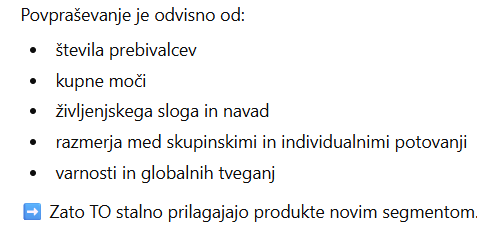 Povpraševanje je odvisno od:
• števila prebivalcev
• kupne moči
• življenjskega sloga in navad
• razmerja med skupinskimi in individualnimi potovanji
• varnosti in globalnih tveganj
➡️ Zato TO stalno prilagajajo produkte novim segmentom.